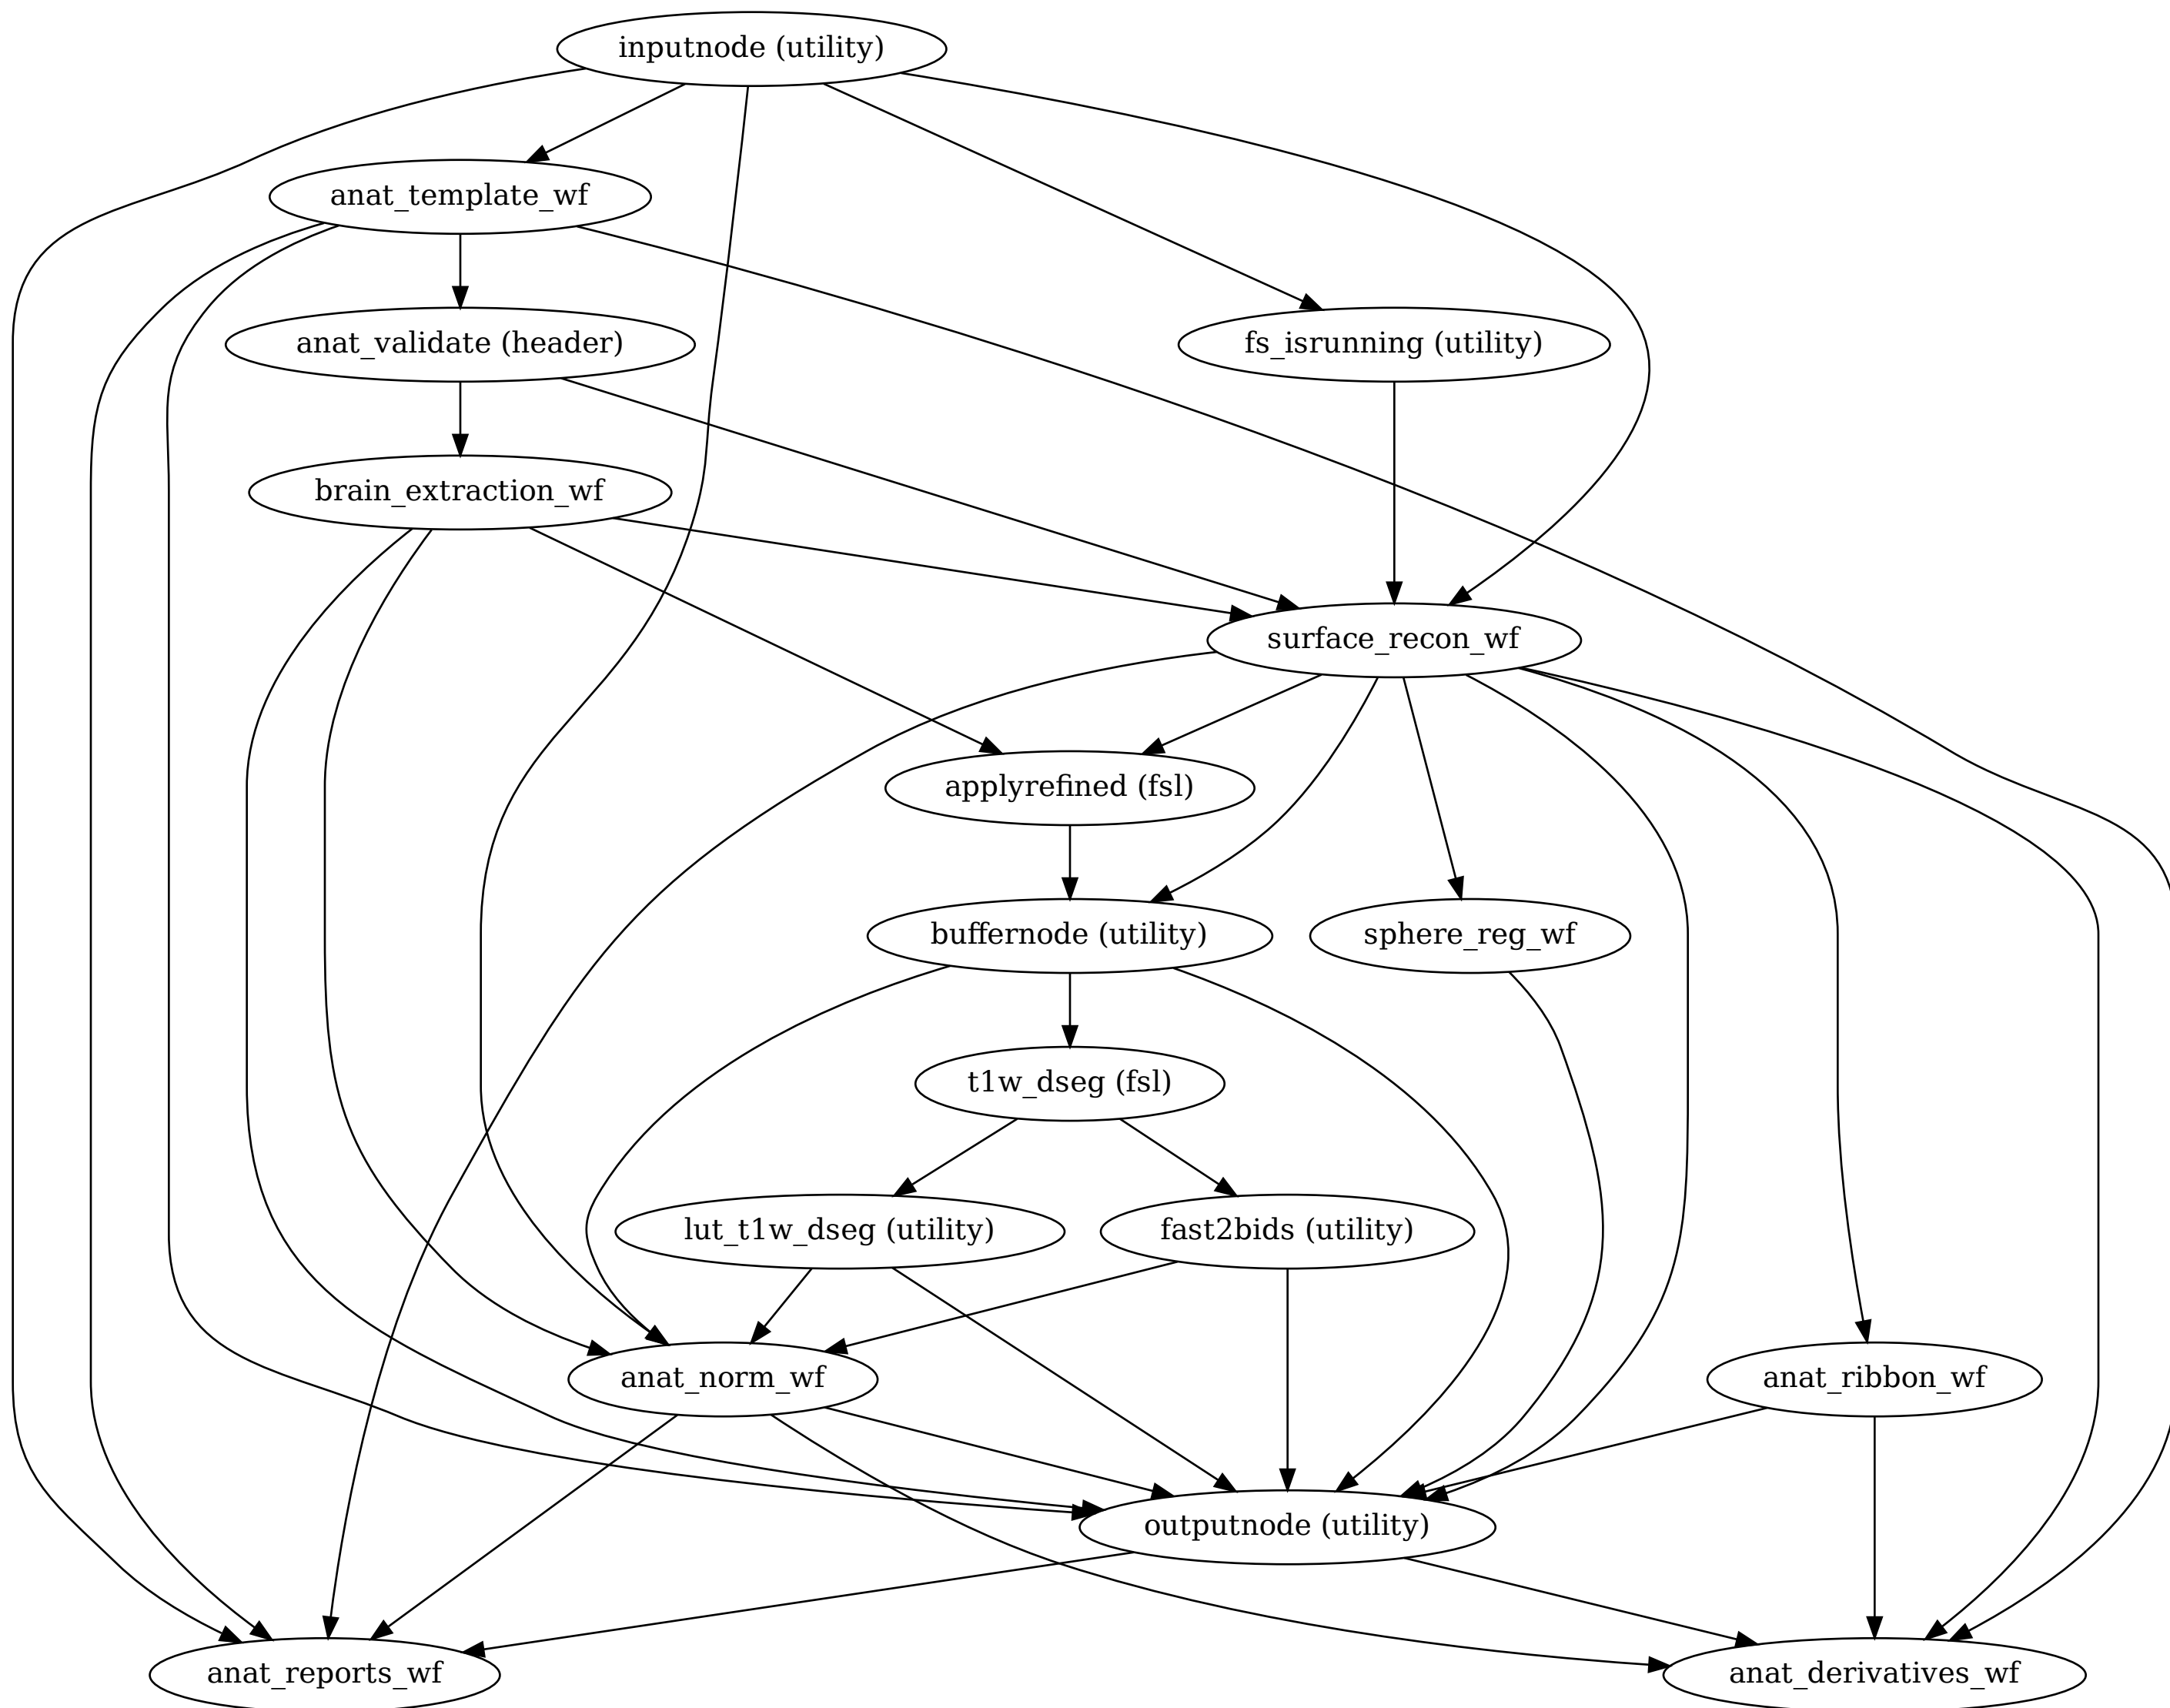 inputnode (utility)
anat_template_wf
anat_validate (header)
fs_isrunning (utility)
brain_extraction_wf
surface_recon_wf
applyrefined (fsl)
buffernode (utility)
sphere_reg_wf
t1w_dseg (fsl)
lut_t1w_dseg (utility)
fast2bids (utility)
anat_norm_wf
anat_ribbon_wf
outputnode (utility)
anat_reports_wf
anat_derivatives_wf